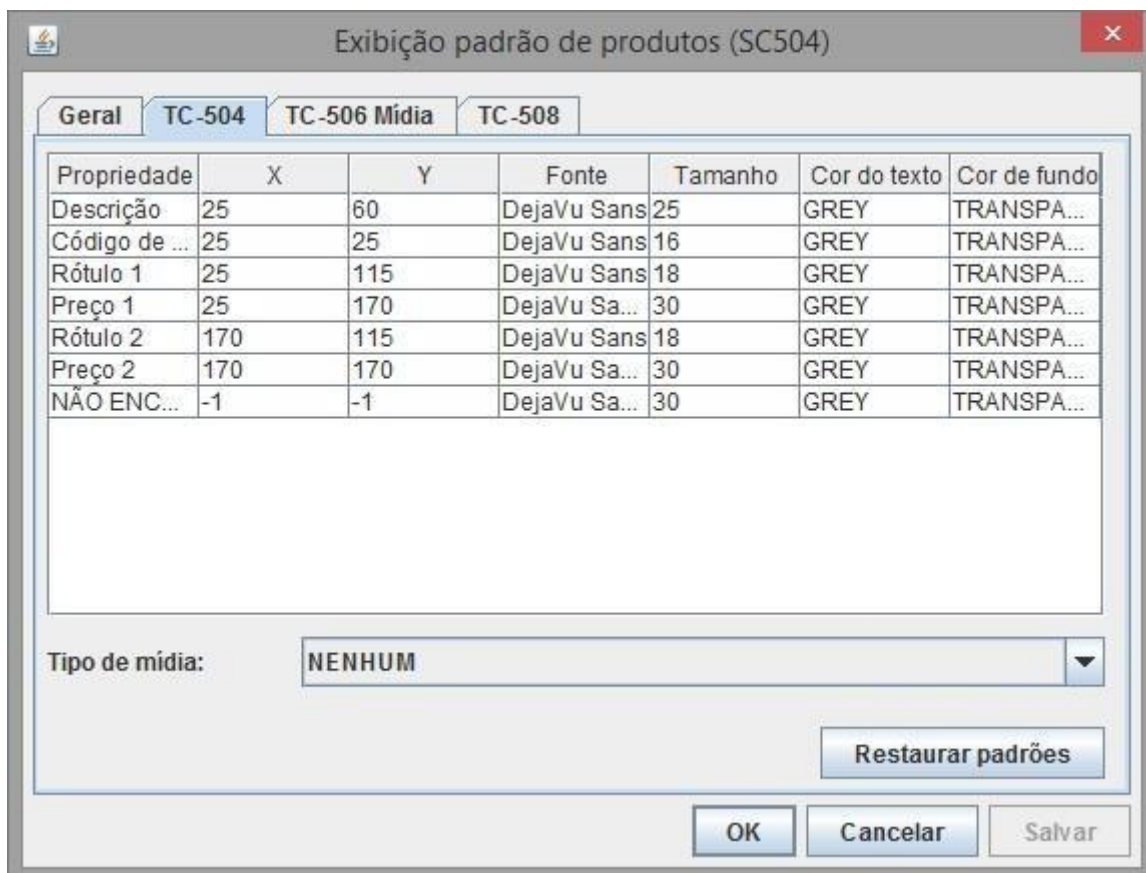 Exibição padrão de produtos (SC504)
Geral TC-504 TC-506 Mídia TC-508
Propriedade X Y Fonte Tamanho Cor do texto Cor de fundo
Descrição 25 60 DejaVu Sans 25 GREY TRANSPA...
Código de ... 25 25 DejaVu Sans 16 GREY TRANSPA...
Rótulo 1 25 115 DejaVu Sans 18 GREY TRANSPA...
Preço 1 25 170 DejaVu Sa... 30 GREY TRANSPA...
Rótulo 2 170 115 DejaVu Sans 18 GREY TRANSPA...
Preço 2 170 170 DejaVu Sa... 30 GREY TRANSPA...
NÃO ENC... -1 -1 DejaVu Sa... 30 GREY TRANSPA...
Tipo de mídia: NENHUM
Restaurar padrões
OK Cancelar Salvar